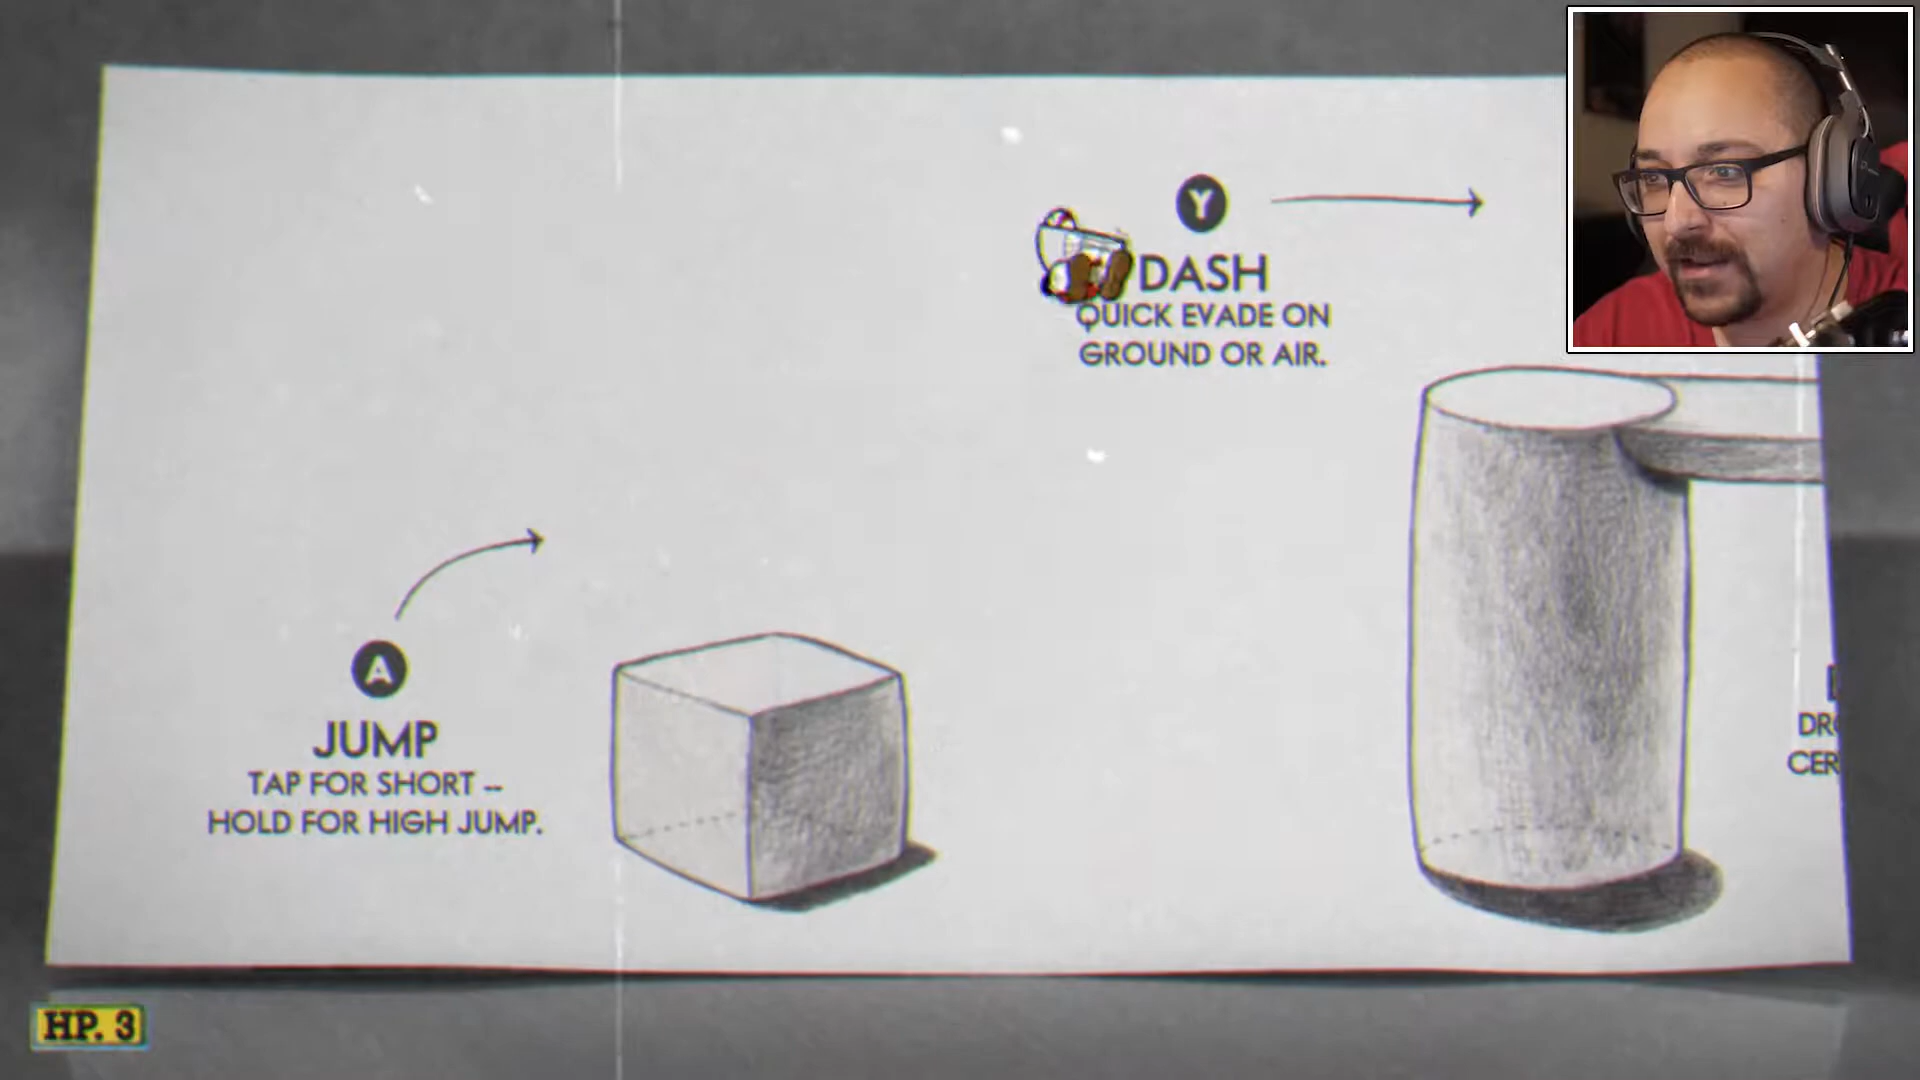 Y
DASH
QUICK EVADE ON
GROUND OR AIR.
A
JUMP
TAP FOR SHORT --
HOLD FOR HIGH JUMP.
HP. 3